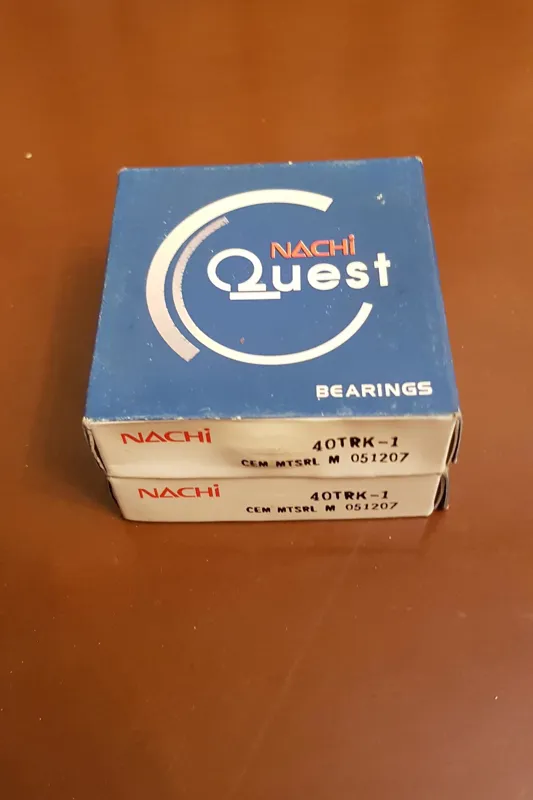 NACHi
Quest
BEARINGS
NACHi 40TRK-1
CEM MTSRL M 051207
NACHi 40TRK-1
CEM MTSRL M 051207